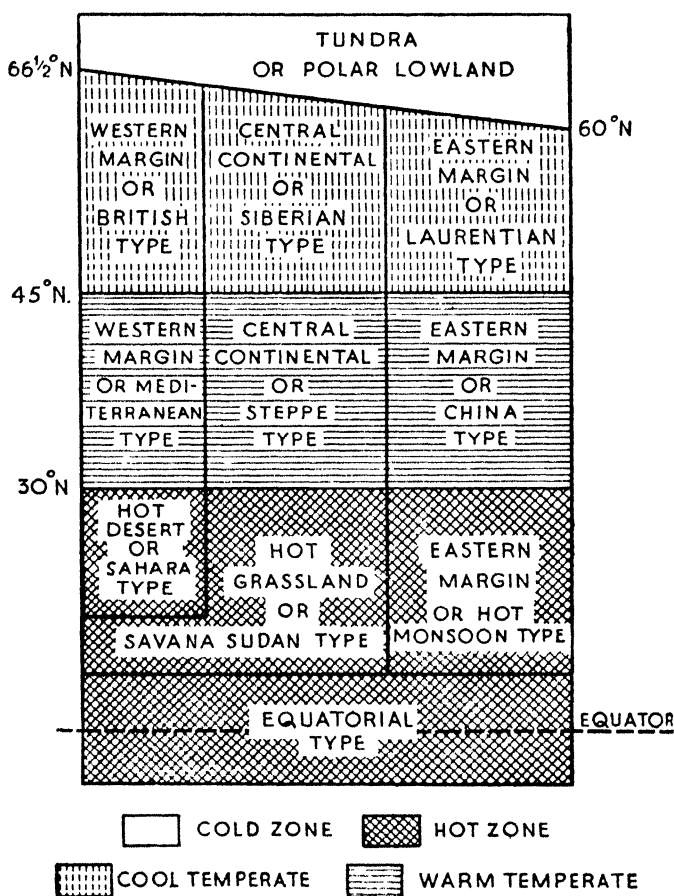 TUNDRA
OR POLAR LOWLAND
66½°N
60°N
WESTERN
MARGIN
OR
BRITISH
TYPE
CENTRAL
CONTINENTAL
OR
SIBERIAN
TYPE
EASTERN
MARGIN
OR
LAURENTIAN
TYPE
45°N.
WESTERN
MARGIN
OR MEDI-
TERRANEAN
TYPE
CENTRAL
CONTINENTAL
OR
STEPPE
TYPE
EASTERN
MARGIN
OR
CHINA
TYPE
30°N
HOT
DESERT
OR
SAHARA
TYPE
HOT
GRASSLAND
OR
SAVANA SUDAN TYPE
EASTERN
MARGIN
OR HOT
MONSOON TYPE
EQUATORIAL
TYPE
EQUATOR
COLD ZONE
HOT ZONE
COOL TEMPERATE
WARM TEMPERATE